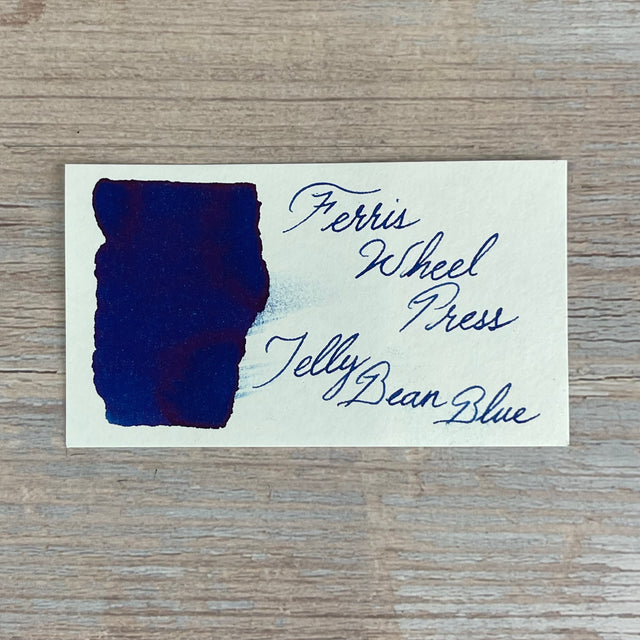 Ferris
Wheel
Press
Jelly
Bean Blue